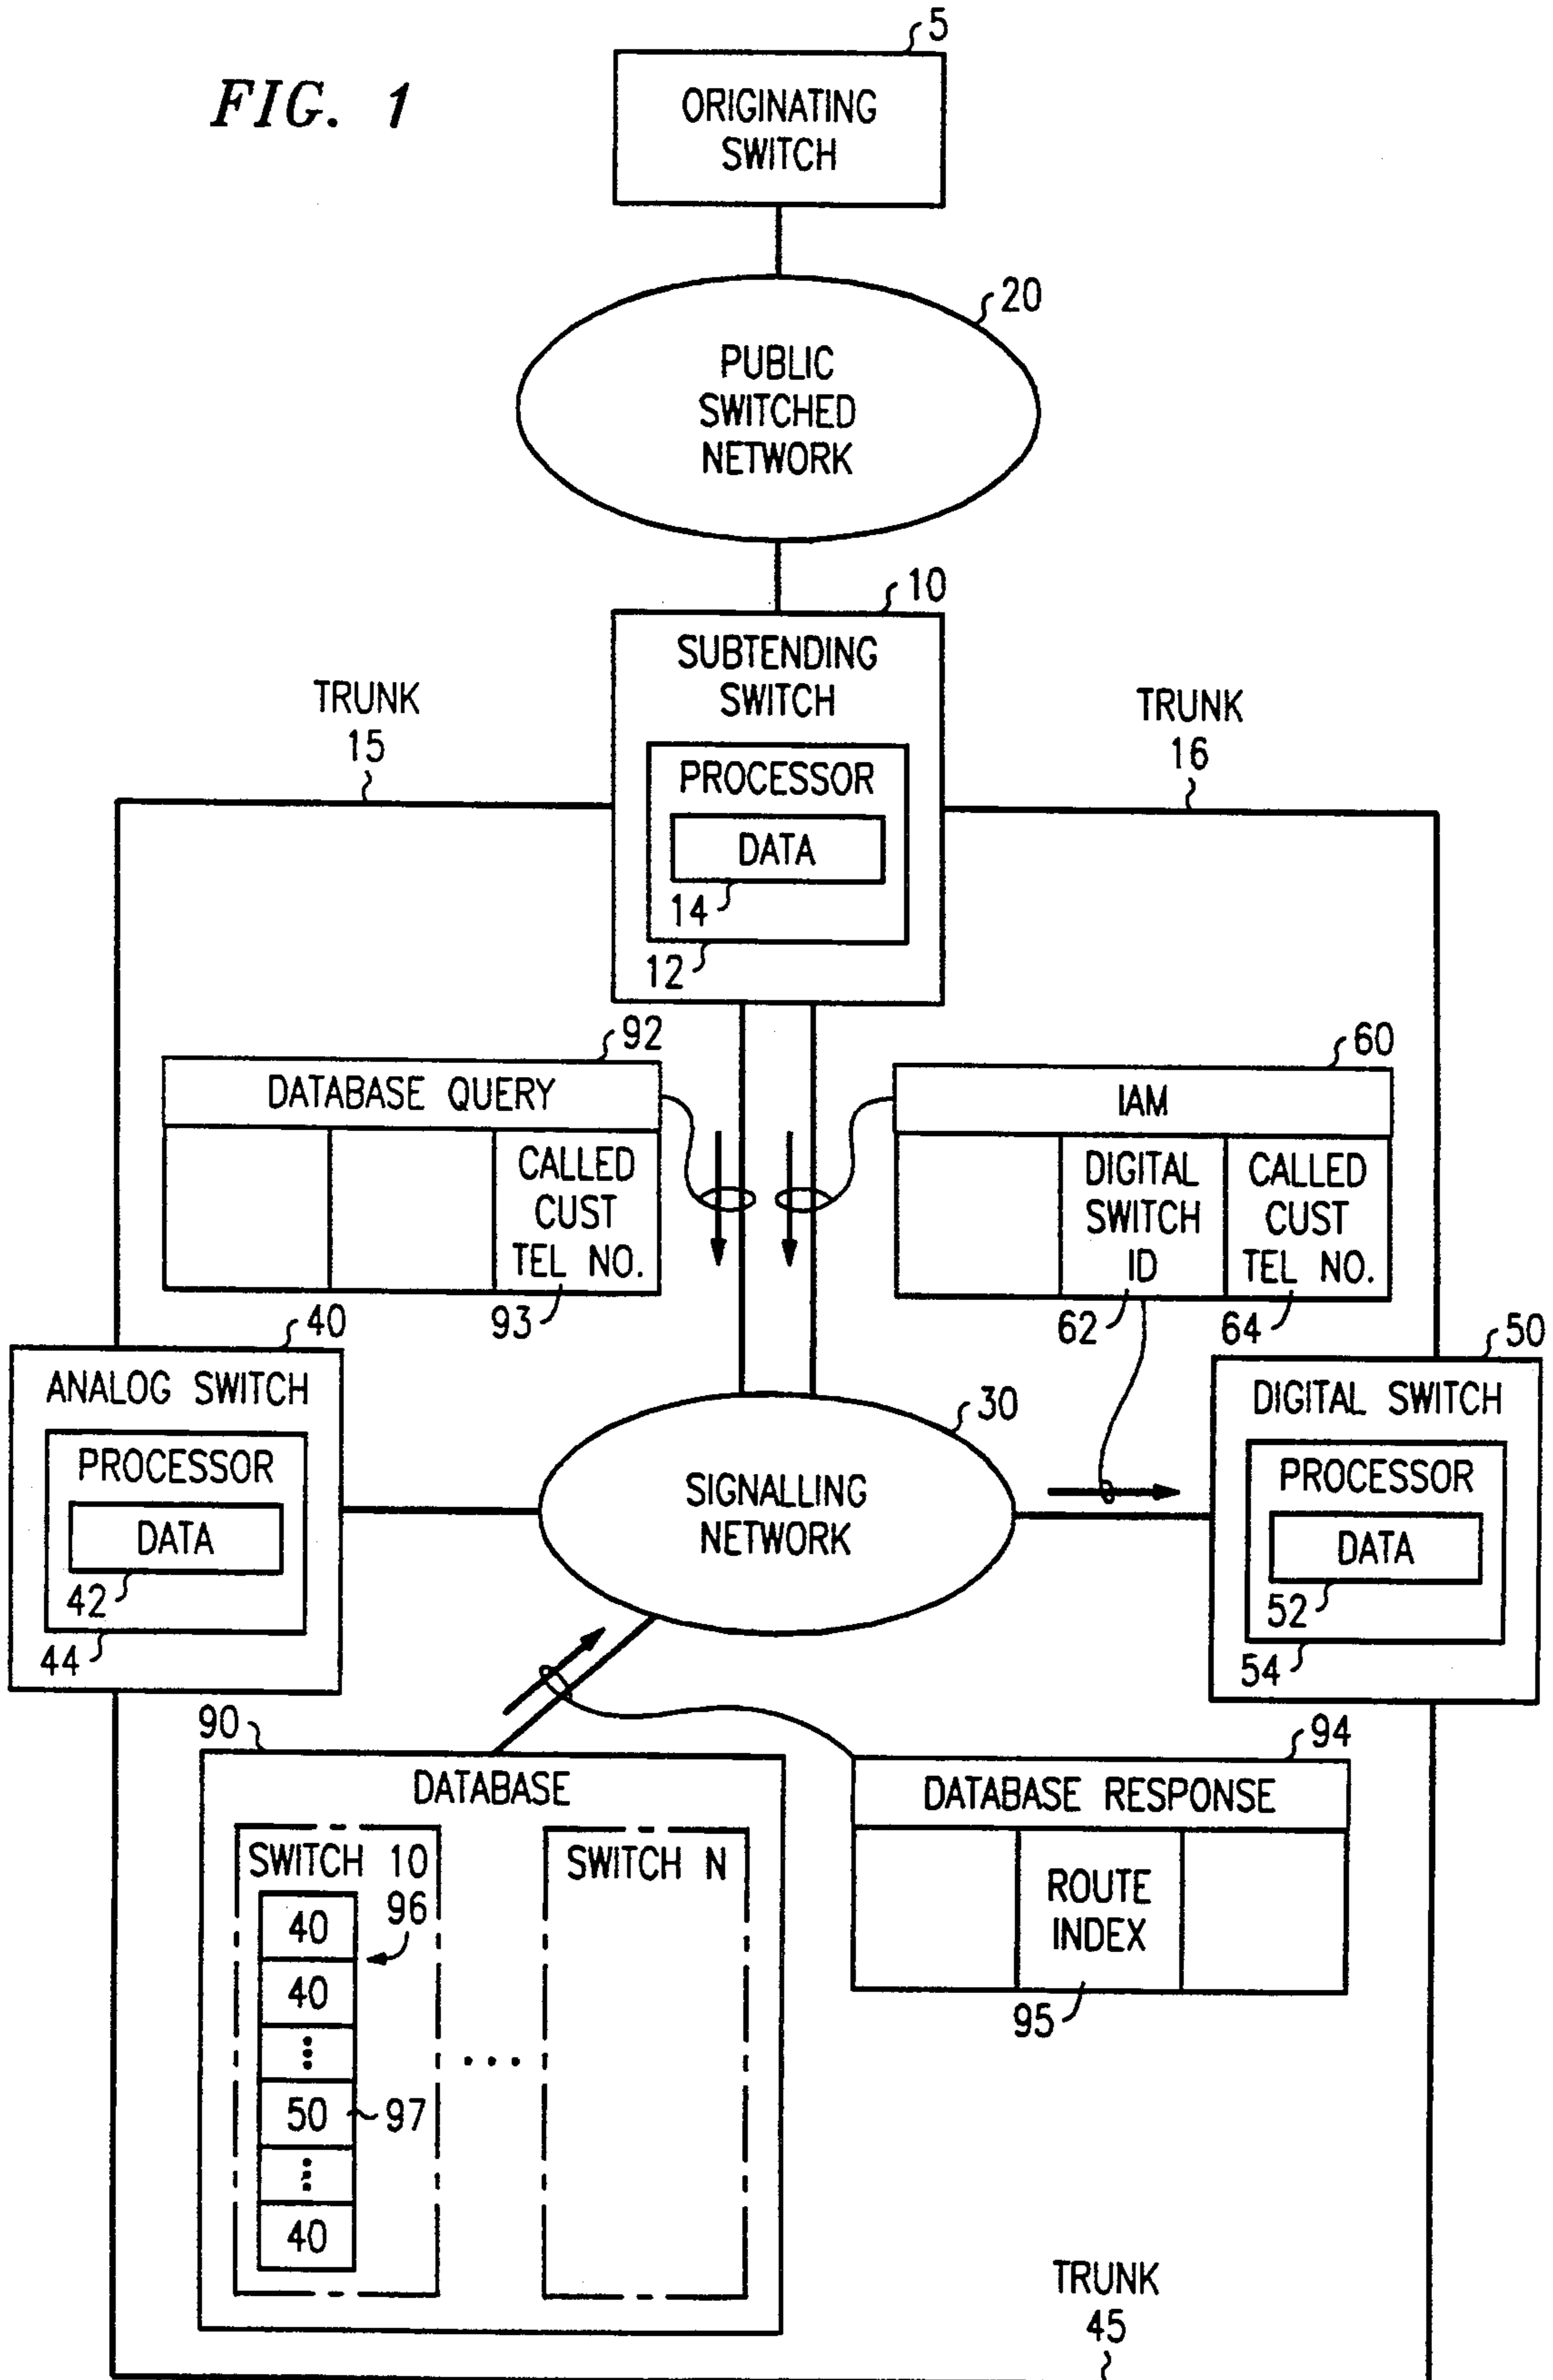 FIG. 1
5
ORIGINATING
SWITCH
20
PUBLIC
SWITCHED
NETWORK
10
SUBTENDING
SWITCH
PROCESSOR
DATA
14
12
TRUNK
15
TRUNK
16
92
DATABASE QUERY
CALLED
CUST
TEL NO.
93
60
IAM
DIGITAL
SWITCH
ID
CALLED
CUST
TEL NO.
62
64
40
ANALOG SWITCH
PROCESSOR
DATA
42
44
30
SIGNALLING
NETWORK
50
DIGITAL SWITCH
PROCESSOR
DATA
52
54
90
DATABASE
SWITCH 10
96
40
40
50
97
40
...
SWITCH N
94
DATABASE RESPONSE
ROUTE
INDEX
95
TRUNK
45